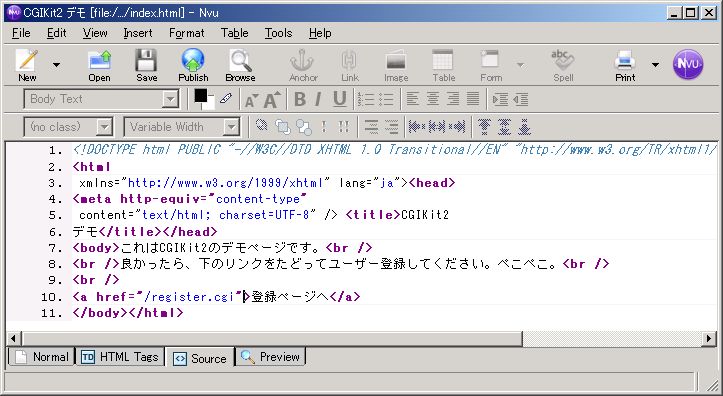 CGIKit2 デモ [file:/.../index.html] - Nvu
File Edit View Insert Format Table Tools Help
New Open Save Publish Browse Anchor Link Image Table Form Spell Print NVU
Body Text A A B I U
(no class) Variable Width
1. <!DOCTYPE html PUBLIC "-//W3C//DTD XHTML 1.0 Transitional//EN" "http://www.w3.org/TR/xhtml1/
2. <html
3. xmlns="http://www.w3.org/1999/xhtml" lang="ja"><head>
4. <meta http-equiv="content-type"
5. content="text/html; charset=UTF-8" /> <title>CGIKit2
6. デモ</title></head>
7. <body>これはCGIKit2のデモページです。<br />
8. <br />良かったら、下のリンクをたどってユーザー登録してください。ぺこぺこ。<br />
9. <br />
10. <a href="/register.cgi">登録ページへ</a>
11. </body></html>
Normal TD HTML Tags <> Source Preview